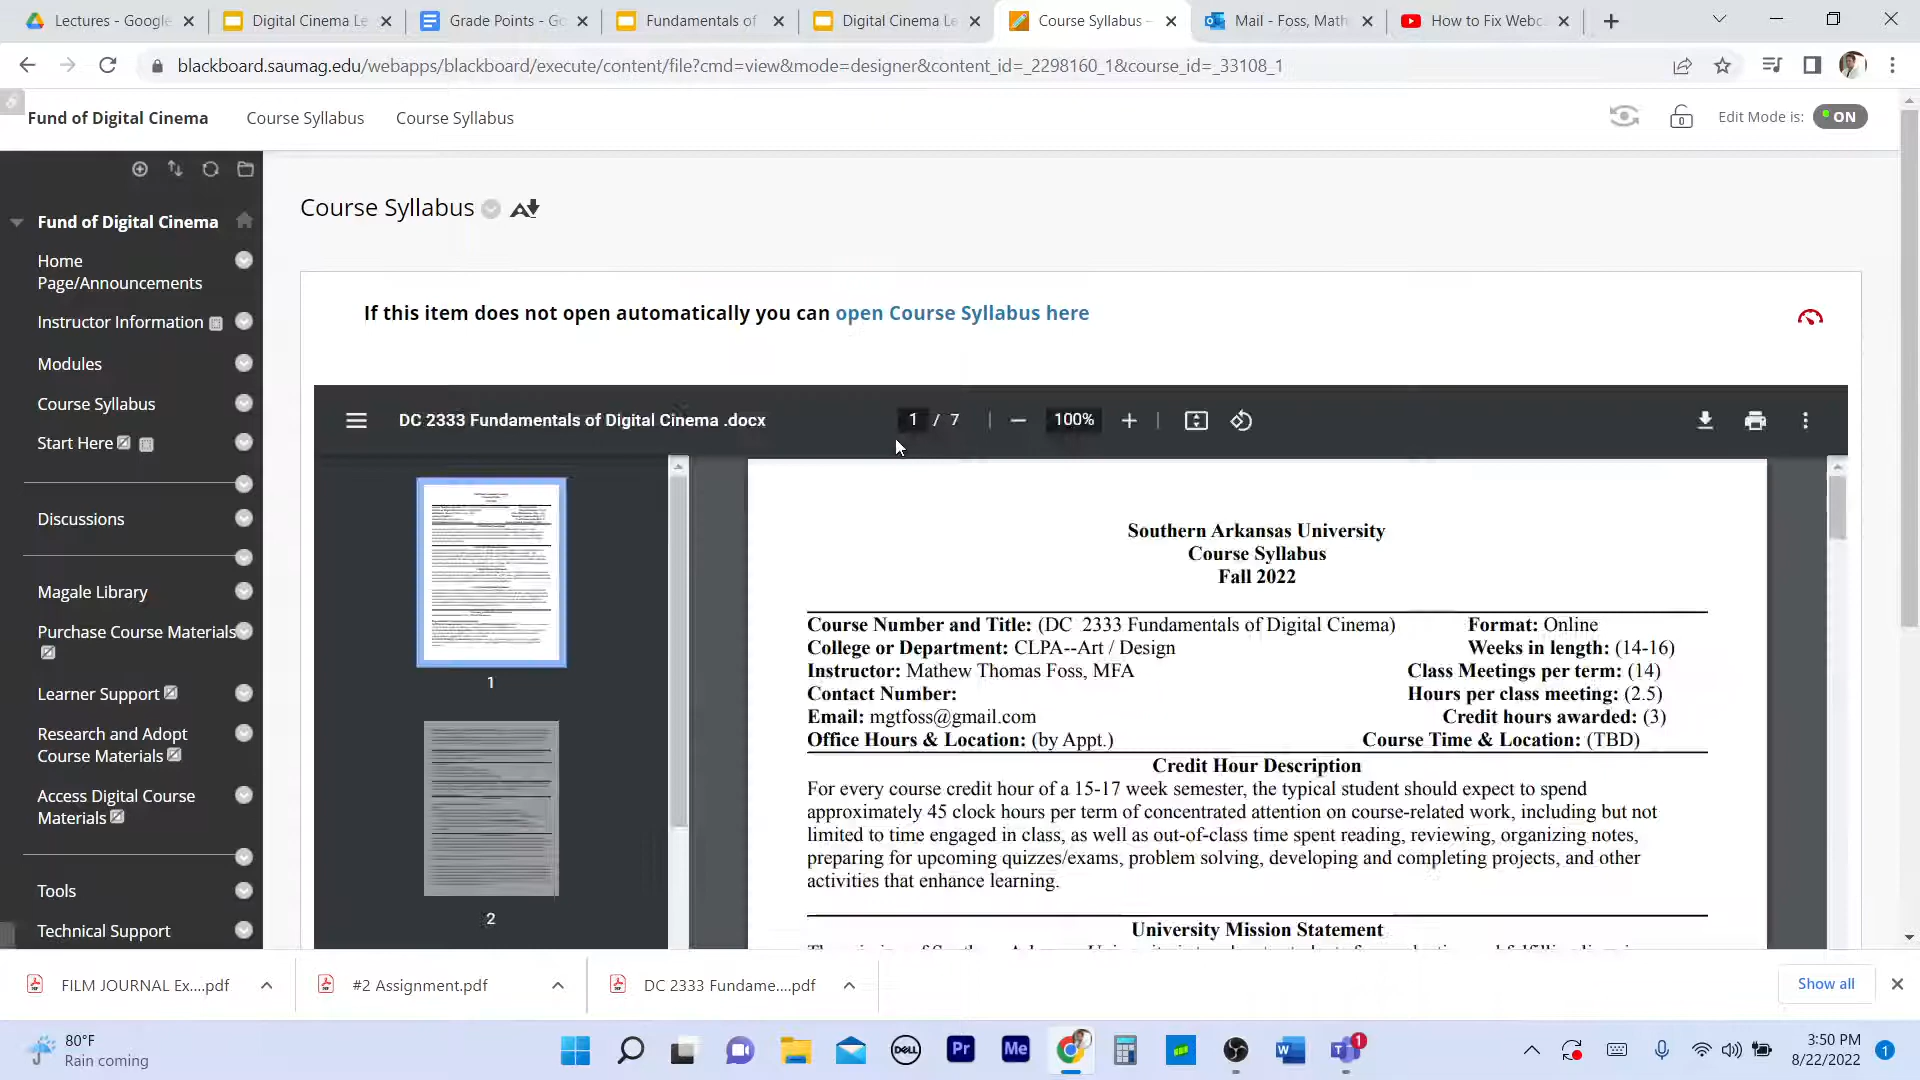 Lectures - Google
Digital Cinema Le
Grade Points - Go
Fundamentals of
Digital Cinema Le
Course Syllabus –
Mail - Foss, Math
How to Fix Webc
blackboard.saumag.edu/webapps/blackboard/execute/content/file?cmd=view&mode=designer&content_id=_2298160_1&course_id=_33108_1
Fund of Digital Cinema
Course Syllabus
Course Syllabus
0
Edit Mode is:
ON
Fund of Digital Cinema
Home
Page/Announcements
Instructor Information
Modules
Course Syllabus
Start Here
Discussions
Magale Library
Purchase Course Materials
Learner Support
Research and Adopt
Course Materials
Access Digital Course
Materials
Tools
Technical Support
Course Syllabus
If this item does not open automatically you can open Course Syllabus here
DC 2333 Fundamentals of Digital Cinema .docx
1 / 7
100%
1
2
Southern Arkansas University
Course Syllabus
Fall 2022
Course Number and Title: (DC 2333 Fundamentals of Digital Cinema) Format: Online
College or Department: CLPA--Art / Design Weeks in length: (14-16)
Instructor: Mathew Thomas Foss, MFA Class Meetings per term: (14)
Contact Number: Hours per class meeting: (2.5)
Email: mgtfoss@gmail.com Credit hours awarded: (3)
Office Hours & Location: (by Appt.) Course Time & Location: (TBD)
Credit Hour Description
For every course credit hour of a 15-17 week semester, the typical student should expect to spend
approximately 45 clock hours per term of concentrated attention on course-related work, including but not
limited to time engaged in class, as well as out-of-class time spent reading, reviewing, organizing notes,
preparing for upcoming quizzes/exams, problem solving, developing and completing projects, and other
activities that enhance learning.
University Mission Statement
FILM JOURNAL Ex....pdf
#2 Assignment.pdf
DC 2333 Fundame....pdf
Show all
80°F
Rain coming
DELL
Pr
Me
W
T
1
3:50 PM
8/22/2022
1